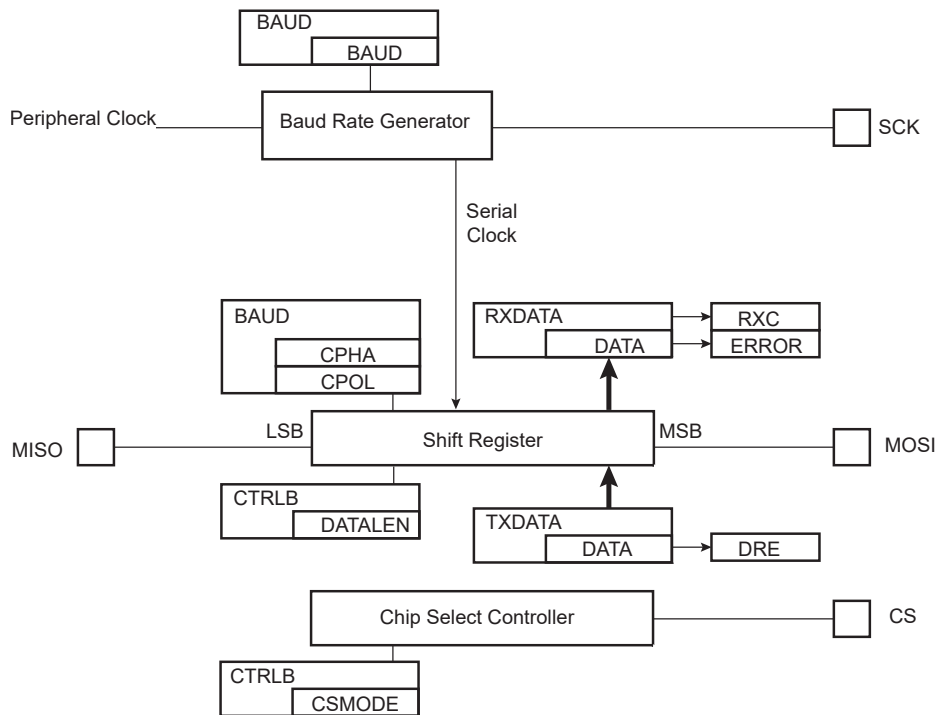 BAUD
BAUD
Peripheral Clock
Baud Rate Generator
SCK
Serial
Clock
BAUD
CPHA
CPOL
RXDATA
DATA
RXC
ERROR
MISO
LSB
Shift Register
MSB
MOSI
CTRLB
DATALEN
TXDATA
DATA
DRE
Chip Select Controller
CS
CTRLB
CSMODE